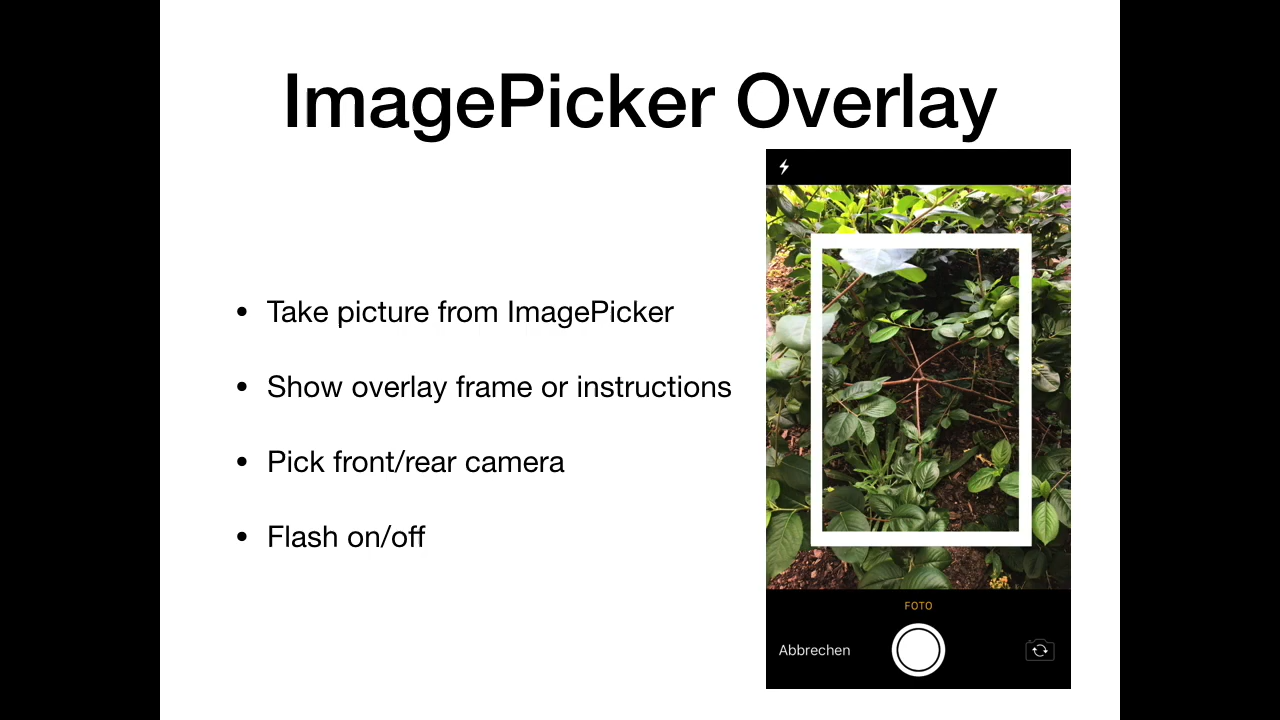 ImagePicker Overlay
• Take picture from ImagePicker
• Show overlay frame or instructions
• Pick front/rear camera
• Flash on/off
FOTO
Abbrechen